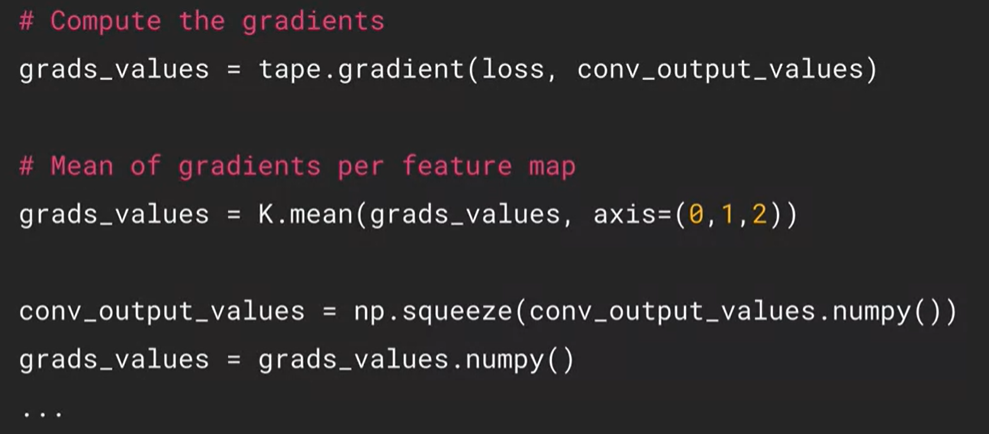 # Compute the gradients
grads_values = tape.gradient(loss, conv_output_values)
# Mean of gradients per feature map
grads_values = K.mean(grads_values, axis=(0,1,2))
conv_output_values = np.squeeze(conv_output_values.numpy())
grads_values = grads_values.numpy()
...